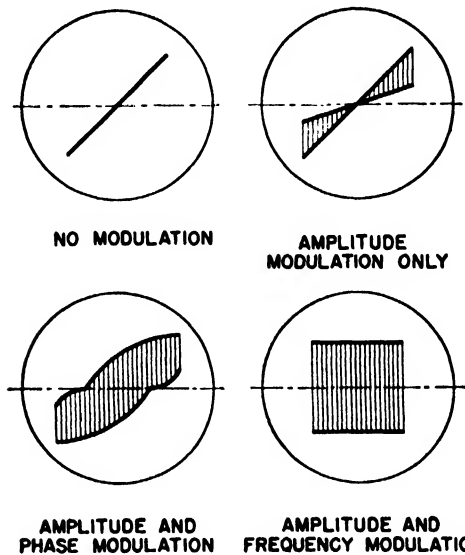 NO MODULATION
AMPLITUDE
MODULATION ONLY
AMPLITUDE AND
PHASE MODULATION
AMPLITUDE AND
FREQUENCY MODULATIO